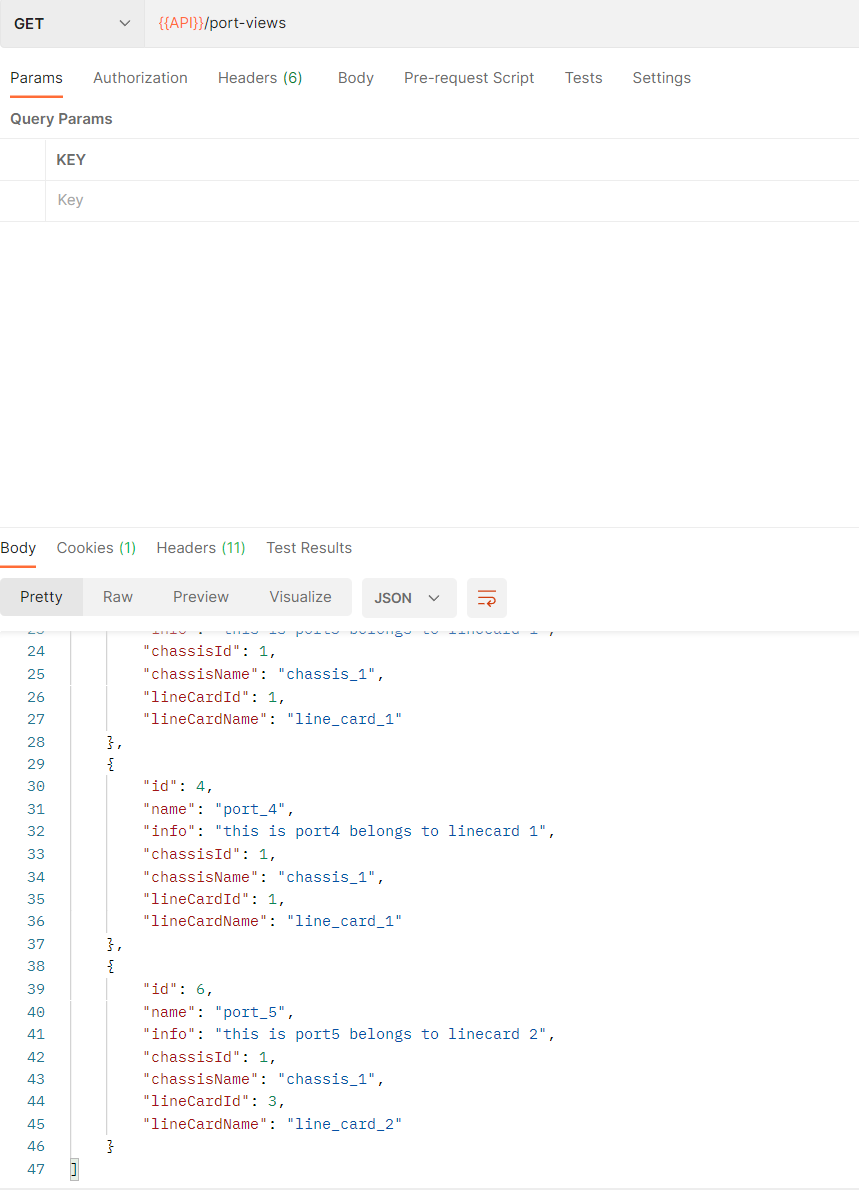 GET {{API}}/port-views
Params Authorization Headers (6) Body Pre-request Script Tests Settings
Query Params
KEY
Key
Body Cookies (1) Headers (11) Test Results
Pretty Raw Preview Visualize JSON
24 "chassisId": 1,
25 "chassisName": "chassis_1",
26 "lineCardId": 1,
27 "lineCardName": "line_card_1"
28 },
29 {
30 "id": 4,
31 "name": "port_4",
32 "info": "this is port4 belongs to linecard 1",
33 "chassisId": 1,
34 "chassisName": "chassis_1",
35 "lineCardId": 1,
36 "lineCardName": "line_card_1"
37 },
38 {
39 "id": 6,
40 "name": "port_5",
41 "info": "this is port5 belongs to linecard 2",
42 "chassisId": 1,
43 "chassisName": "chassis_1",
44 "lineCardId": 3,
45 "lineCardName": "line_card_2"
46 }
47 ]